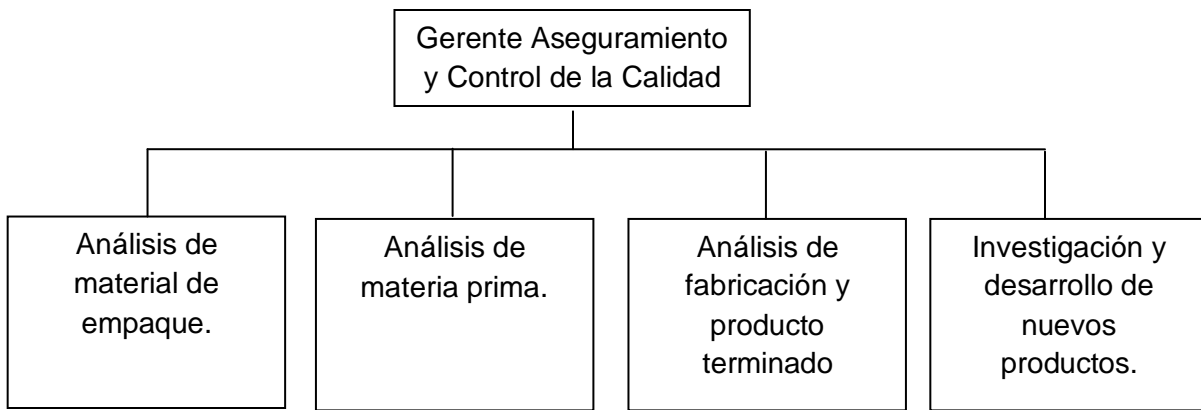 Gerente Aseguramiento
y Control de la Calidad
Análisis de
material de
empaque.
Análisis de
materia prima.
Análisis de
fabricación y
producto
terminado
Investigación y
desarrollo de
nuevos
productos.